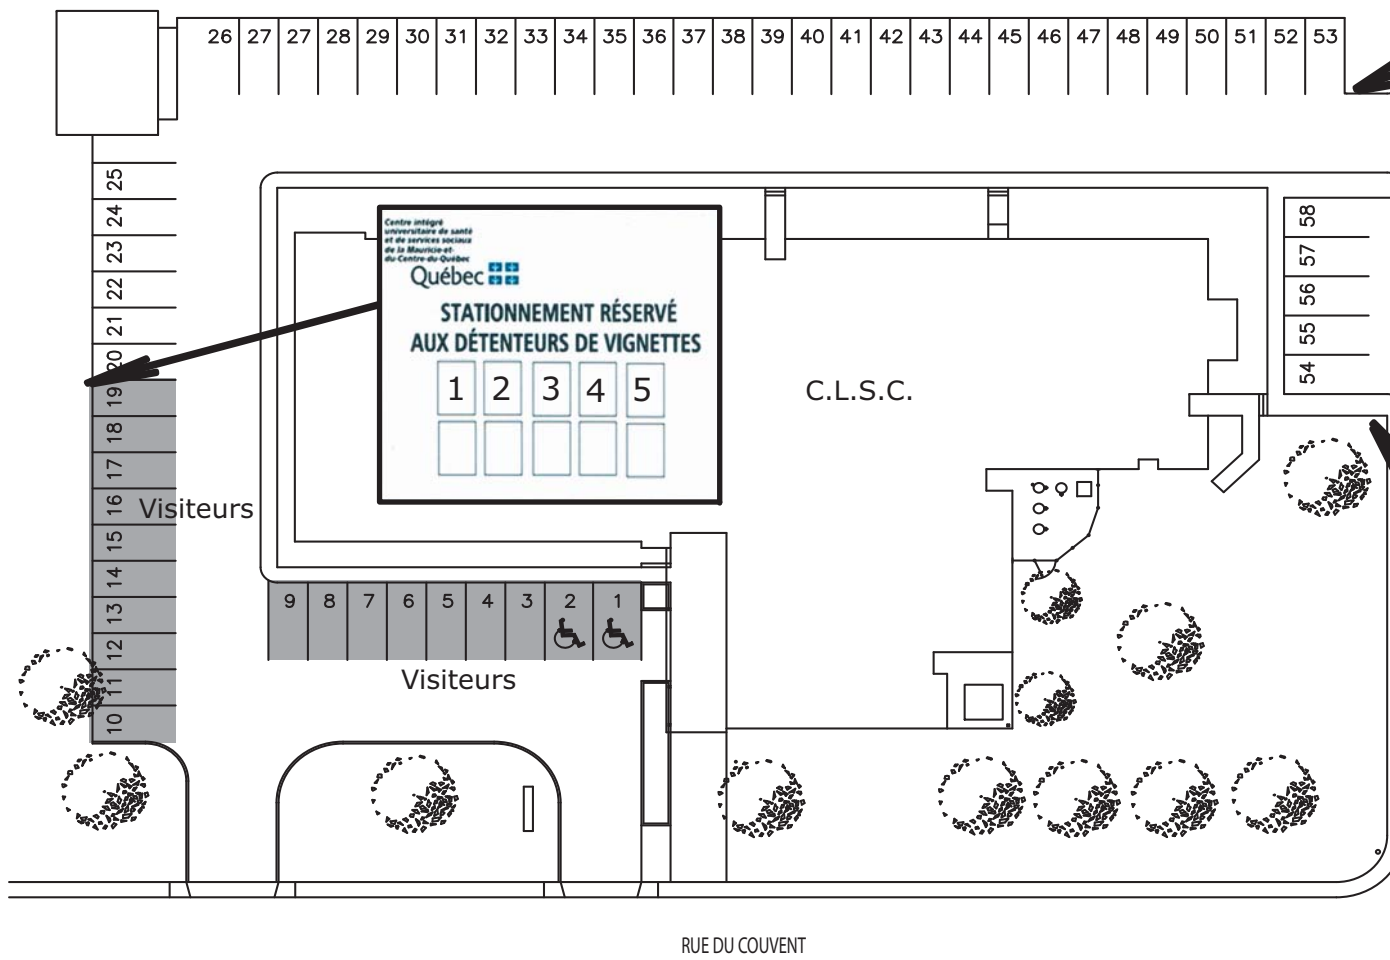 26 27 27 28 29 30 31 32 33 34 35 36 37 38 39 40 41 42 43 44 45 46 47 48 49 50 51 52 53
25
24
23
22
21
20
19
18
17
16
15
14
13
12
11
10
Visiteurs
Centre intégré
universitaire de santé
et de services sociaux
de la Mauricie-et-
du-Centre-du-Québec
Québec
STATIONNEMENT RÉSERVÉ
AUX DÉTENTEURS DE VIGNETTES
1 2 3 4 5
C.L.S.C.
58
57
56
55
54
9 8 7 6 5 4 3 2 1
Visiteurs
RUE DU COUVENT